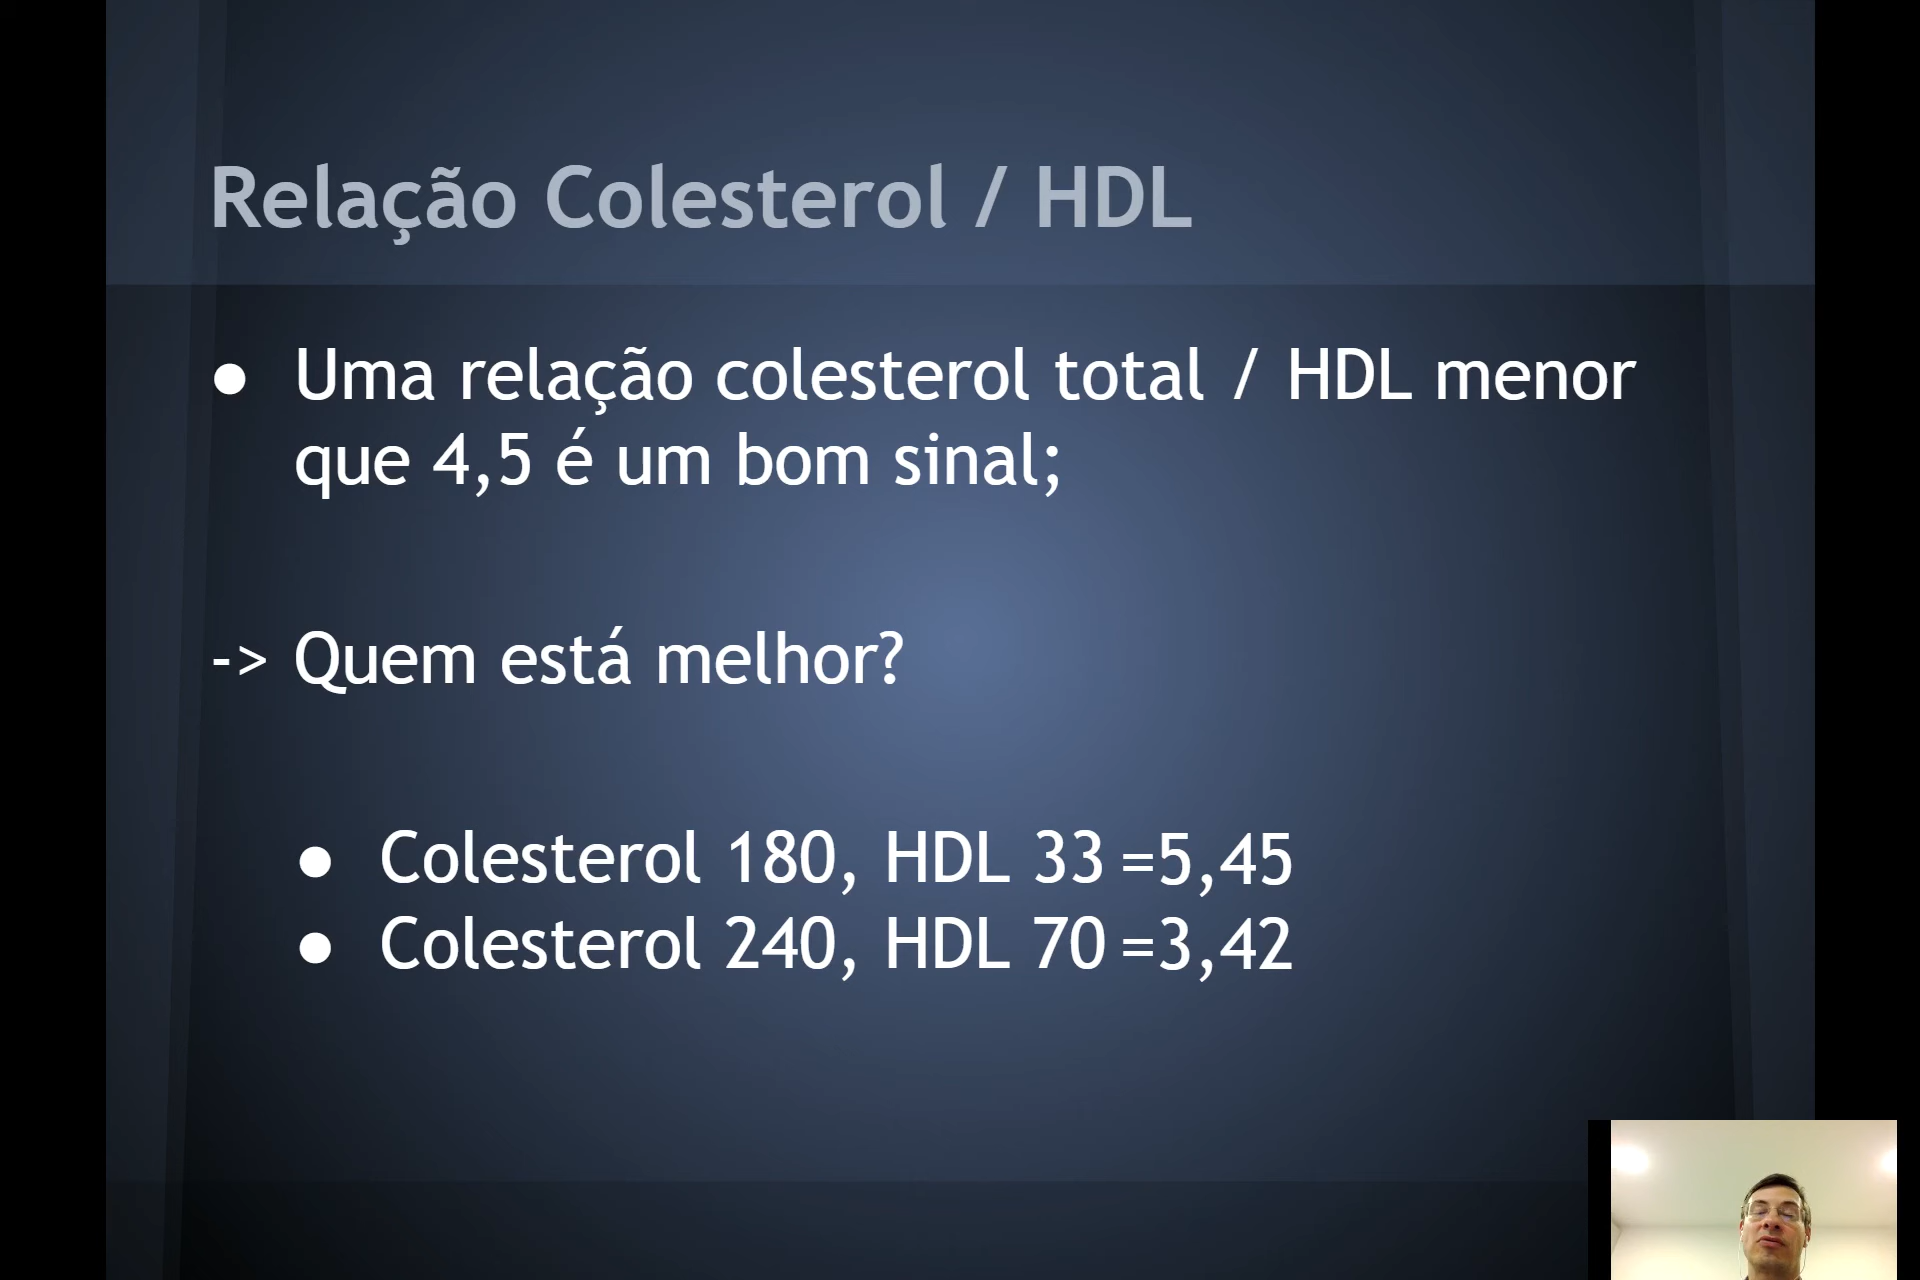 Relação Colesterol / HDL
● Uma relação colesterol total / HDL menor
que 4,5 é um bom sinal;
-> Quem está melhor?
● Colesterol 180, HDL 33 =5,45
● Colesterol 240, HDL 70 =3,42